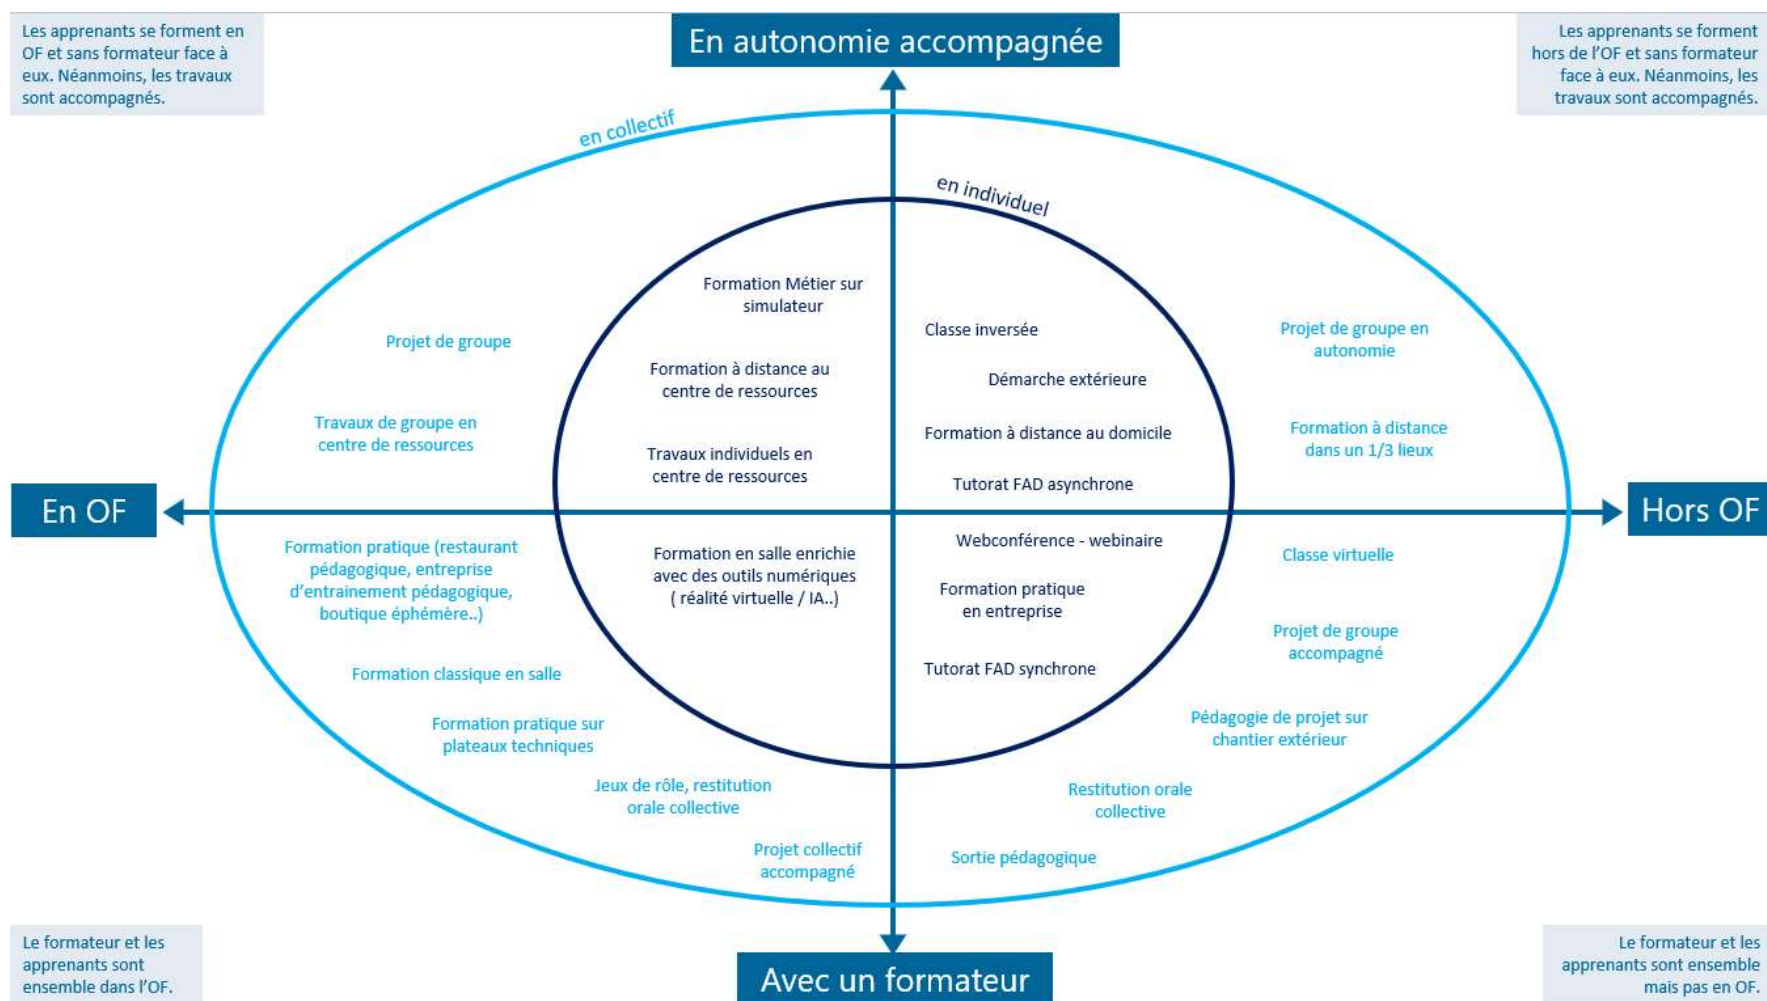 Les apprenants se forment en
OF et sans formateur face à
eux. Néanmoins, les travaux
sont accompagnés.
En autonomie accompagnée
Les apprenants se forment
hors de l'OF et sans formateur
face à eux. Néanmoins, les
travaux sont accompagnés.
en collectif
en individuel
Formation Métier sur
simulateur
Projet de groupe
Formation à distance au
centre de ressources
Travaux de groupe en
centre de ressources
Travaux individuels en
centre de ressources
Classe inversée
Démarche extérieure
Formation à distance au domicile
Tutorat FAD asynchrone
Projet de groupe en
autonomie
Formation à distance
dans un 1/3 lieux
En OF
Hors OF
Formation pratique (restaurant
pédagogique, entreprise
d'entrainement pédagogique,
boutique éphémère..)
Formation classique en salle
Formation pratique sur
plateaux techniques
Jeux de rôle, restitution
orale collective
Projet collectif
accompagné
Formation en salle enrichie
avec des outils numériques
( réalité virtuelle / IA..)
Webconférence - webinaire
Formation pratique
en entreprise
Tutorat FAD synchrone
Classe virtuelle
Projet de groupe
accompagné
Pédagogie de projet sur
chantier extérieur
Restitution orale
collective
Sortie pédagogique
Le formateur et les
apprenants sont
ensemble dans l'OF.
Avec un formateur
Le formateur et les
apprenants sont ensemble
mais pas en OF.